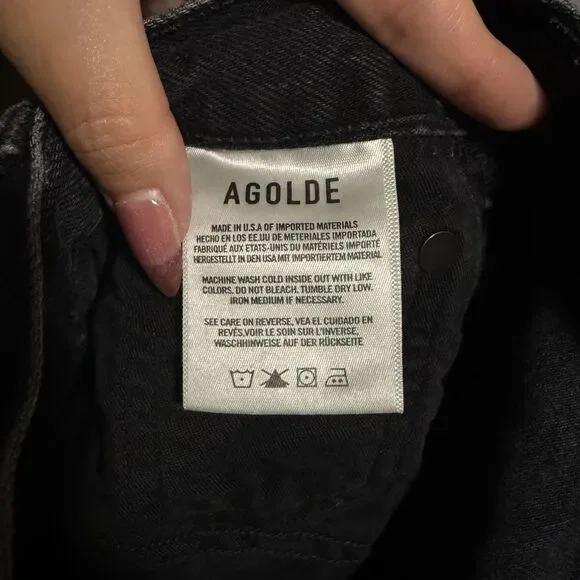 AGOLDE
MADE IN U.S.A OF IMPORTED MATERIALS
HECHO EN LOS EE.UU DE METERIALES IMPORTADA
FABRIQUÉ AUX ETATS-UNIS DU MATÉRIELS IMPORTÉ
HERGESTELLT IN DEN USA MIT IMPORTIERTEM MATERIAL
MACHINE WASH COLD INSIDE OUT WITH LIKE
COLORS. DO NOT BLEACH. TUMBLE DRY LOW.
IRON MEDIUM IF NECESSARY.
SEE CARE ON REVERSE, VEA EL CUIDADO EN
REVÉS,VOIR LE SOIN SUR L'INVERSE,
WASCHHINWEISE AUF DER RÜCKSEITE